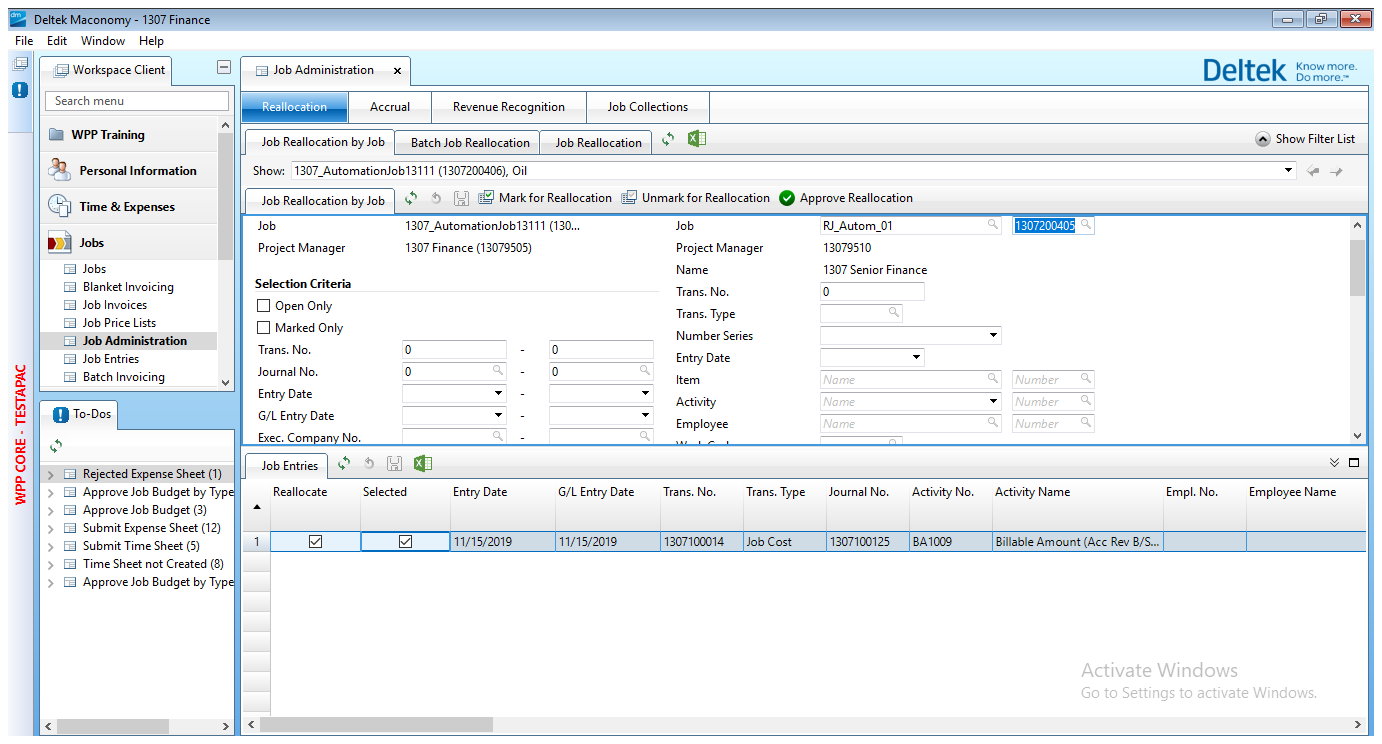 Deltek Maconomy - 1307 Finance
File Edit Window Help
Workspace Client
Job Administration x
Deltek Know more. Do more.™
Search menu
WPP Training
Personal Information
Time & Expenses
Jobs
Jobs
Blanket Invoicing
Job Invoices
Job Price Lists
Job Administration
Job Entries
Batch Invoicing
WPP CORE - TESTAPAC
To-Dos
Rejected Expense Sheet (1)
Approve Job Budget by Type
Approve Job Budget (3)
Submit Expense Sheet (12)
Submit Time Sheet (5)
Time Sheet not Created (8)
Approve Job Budget by Type
Reallocation Accrual Revenue Recognition Job Collections
Job Reallocation by Job Batch Job Reallocation Job Reallocation Show Filter List
Show: 1307_AutomationJob13111 (1307200406), Oil
Job Reallocation by Job Mark for Reallocation Unmark for Reallocation Approve Reallocation
Job 1307_AutomationJob13111 (130...
Project Manager 1307 Finance (13079505)
Selection Criteria
Open Only
Marked Only
Trans. No. 0 - 0
Journal No. 0 - 0
Entry Date -
G/L Entry Date -
Exec. Company No. -
Job RJ_Autom_01 1307200405
Project Manager 13079510
Name 1307 Senior Finance
Trans. No. 0
Trans. Type
Number Series
Entry Date
Item Name Number
Activity Name Number
Employee Name Number
Job Entries
Reallocate Selected Entry Date G/L Entry Date Trans. No. Trans. Type Journal No. Activity No. Activity Name Empl. No. Employee Name
1 11/15/2019 11/15/2019 1307100014 Job Cost 1307100125 BA1009 Billable Amount (Acc Rev B/S...
Activate Windows
Go to Settings to activate Windows.